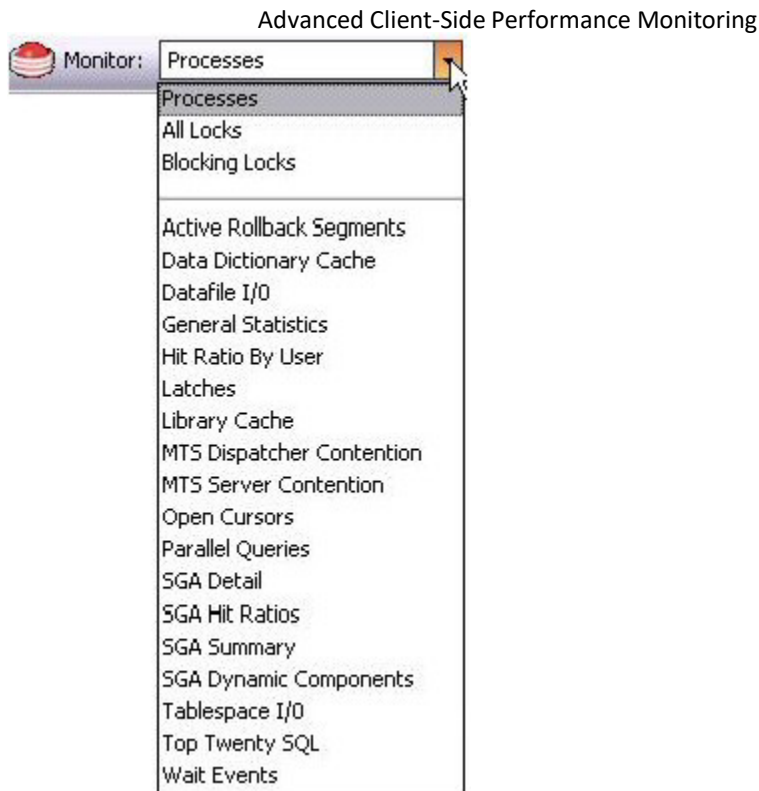 Advanced Client-Side Performance Monitoring
Monitor: Processes
Processes
All Locks
Blocking Locks
Active Rollback Segments
Data Dictionary Cache
Datafile I/O
General Statistics
Hit Ratio By User
Latches
Library Cache
MTS Dispatcher Contention
MTS Server Contention
Open Cursors
Parallel Queries
SGA Detail
SGA Hit Ratios
SGA Summary
SGA Dynamic Components
Tablespace I/O
Top Twenty SQL
Wait Events